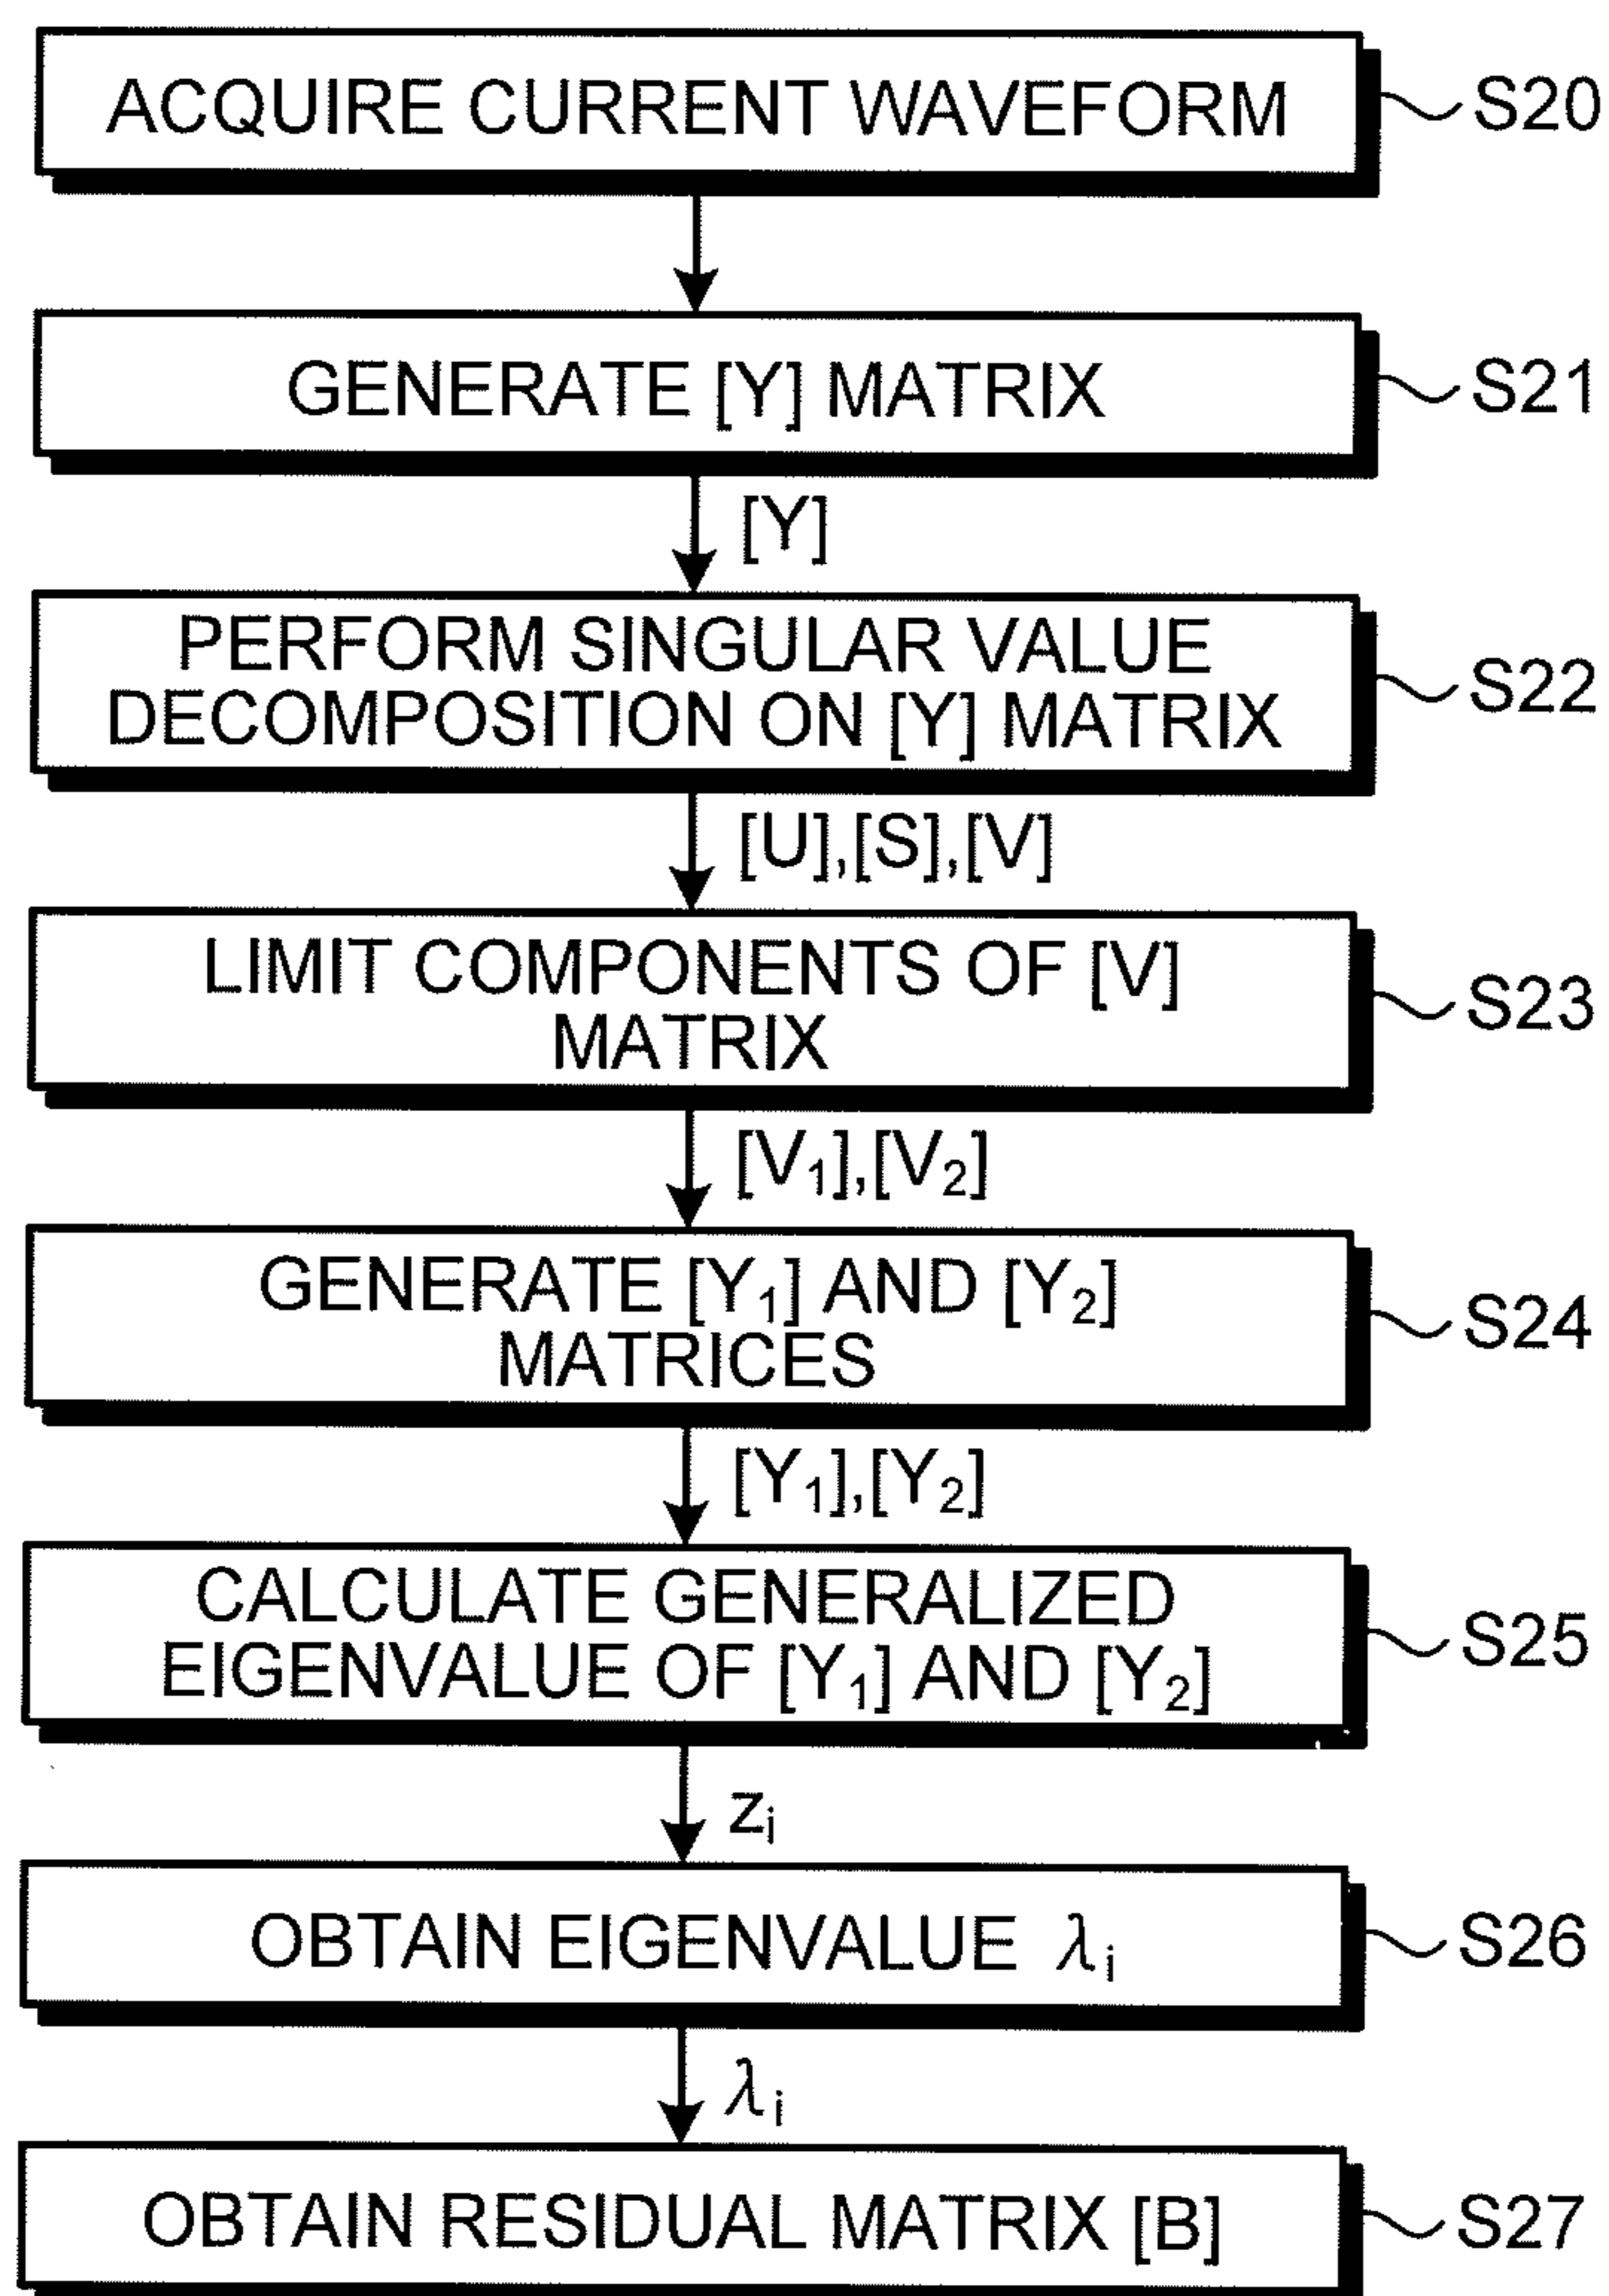 ACQUIRE CURRENT WAVEFORM
S20
GENERATE [Y] MATRIX
S21
[Y]
PERFORM SINGULAR VALUE
DECOMPOSITION ON [Y] MATRIX
S22
[U],[S],[V]
LIMIT COMPONENTS OF [V]
MATRIX
S23
[V₁],[V₂]
GENERATE [Y₁] AND [Y₂]
MATRICES
S24
[Y₁],[Y₂]
CALCULATE GENERALIZED
EIGENVALUE OF [Y₁] AND [Y₂]
S25
zᵢ
OBTAIN EIGENVALUE λᵢ
S26
λᵢ
OBTAIN RESIDUAL MATRIX [B]
S27